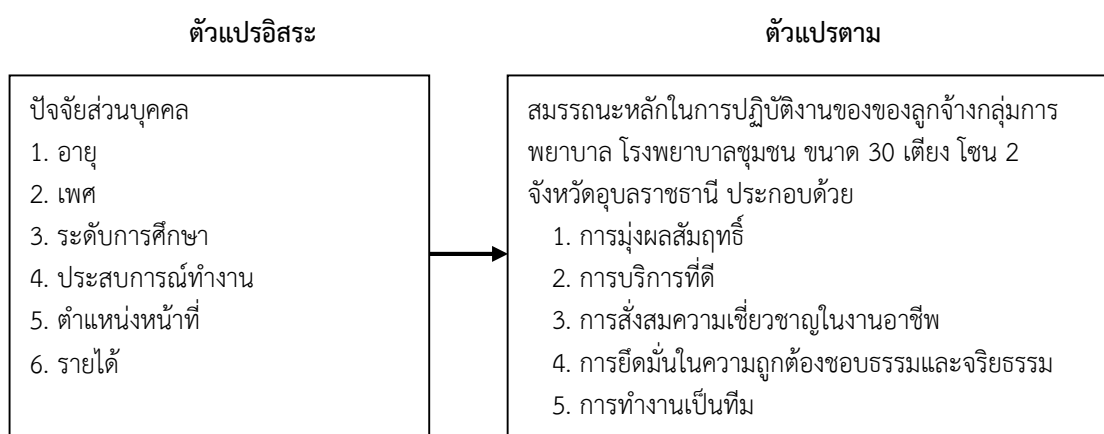 ตัวแปรอิสระ
ตัวแปรตาม
ปัจจัยส่วนบุคคล
1. อายุ
2. เพศ
3. ระดับการศึกษา
4. ประสบการณ์ทำงาน
5. ตำแหน่งหน้าที่
6. รายได้
สมรรถนะหลักในการปฏิบัติงานของของลูกจ้างกลุ่มการ
พยาบาล โรงพยาบาลชุมชน ขนาด 30 เตียง โซน 2
จังหวัดอุบลราชธานี ประกอบด้วย
1. การมุ่งผลสัมฤทธิ์
2. การบริการที่ดี
3. การสั่งสมความเชี่ยวชาญในงานอาชีพ
4. การยึดมั่นในความถูกต้องชอบธรรมและจริยธรรม
5. การทำงานเป็นทีม